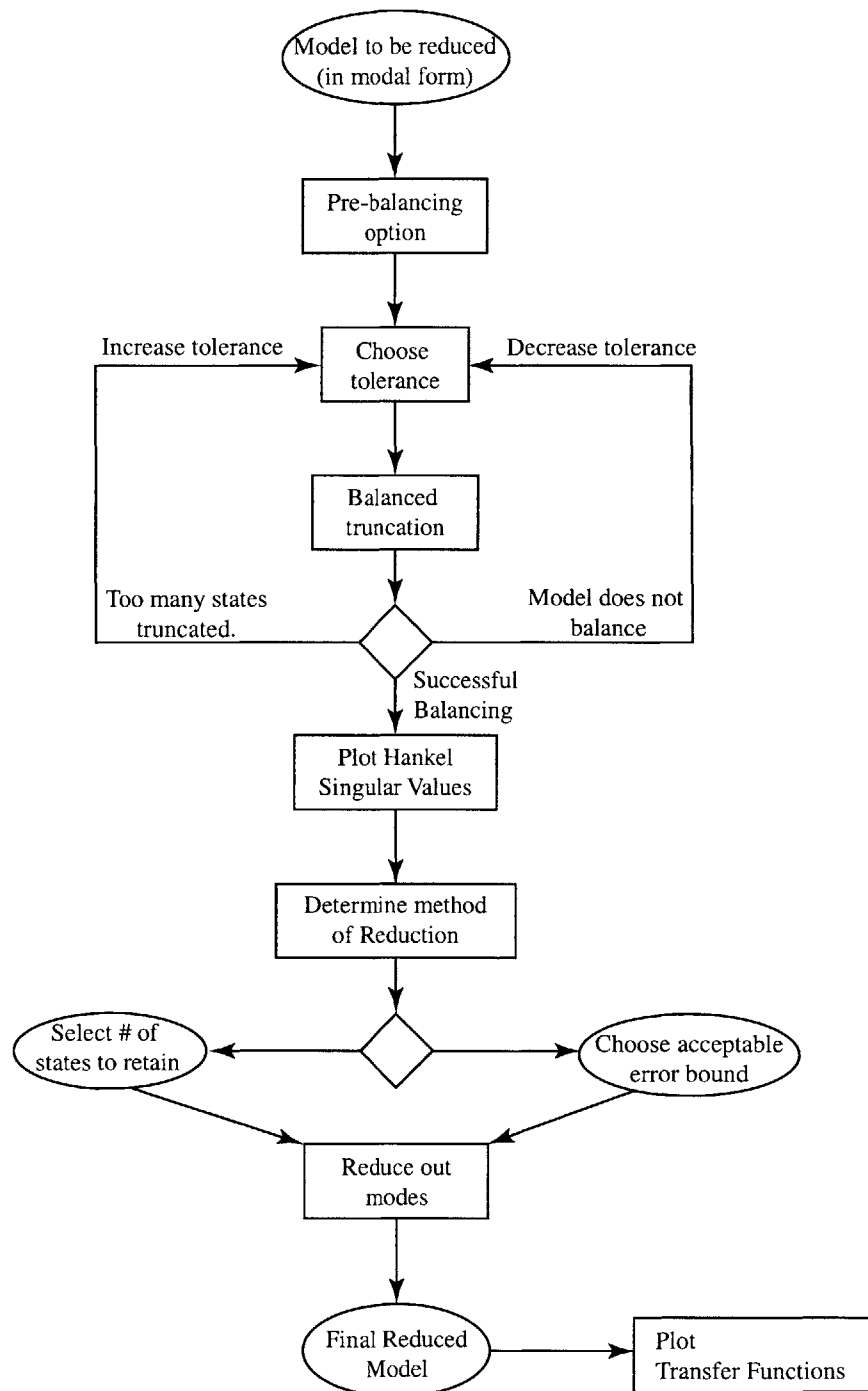 Model to be reduced
(in modal form)
Pre-balancing
option
Increase tolerance
Choose
tolerance
Decrease tolerance
Balanced
truncation
Too many states
truncated.
Model does not
balance
Successful
Balancing
Plot Hankel
Singular Values
Determine method
of Reduction
Select # of
states to retain
Choose acceptable
error bound
Reduce out
modes
Final Reduced
Model
Plot
Transfer Functions